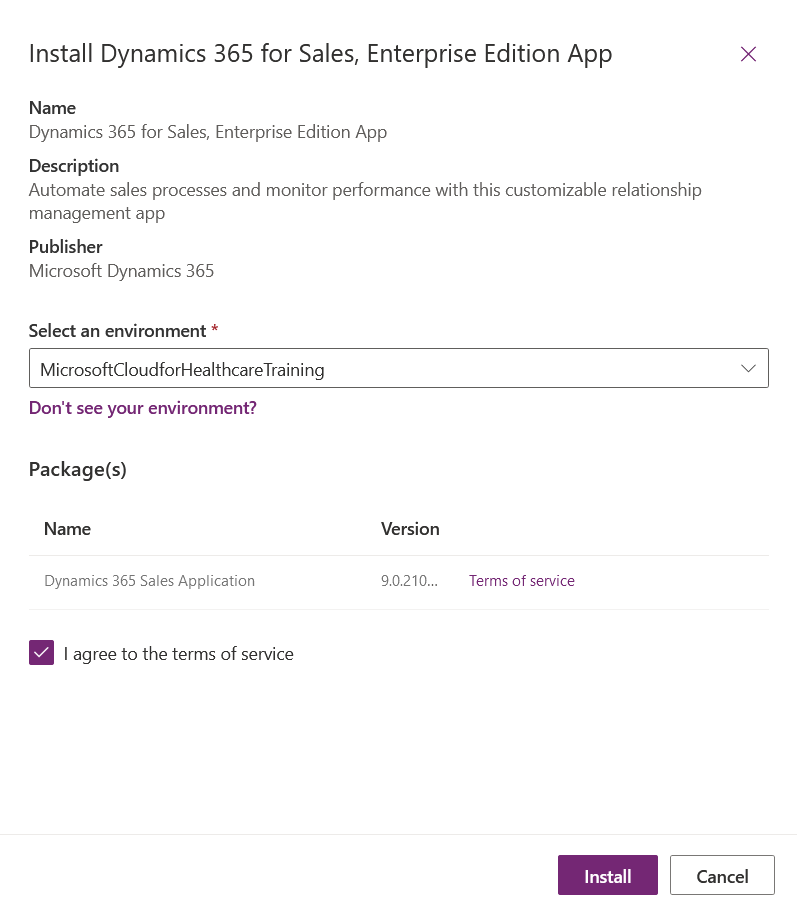 Install Dynamics 365 for Sales, Enterprise Edition App
Name
Dynamics 365 for Sales, Enterprise Edition App
Description
Automate sales processes and monitor performance with this customizable relationship
management app
Publisher
Microsoft Dynamics 365
Select an environment *
MicrosoftCloudforHealthcareTraining
Don't see your environment?
Package(s)
Name Version
Dynamics 365 Sales Application 9.0.210... Terms of service
I agree to the terms of service
Install Cancel